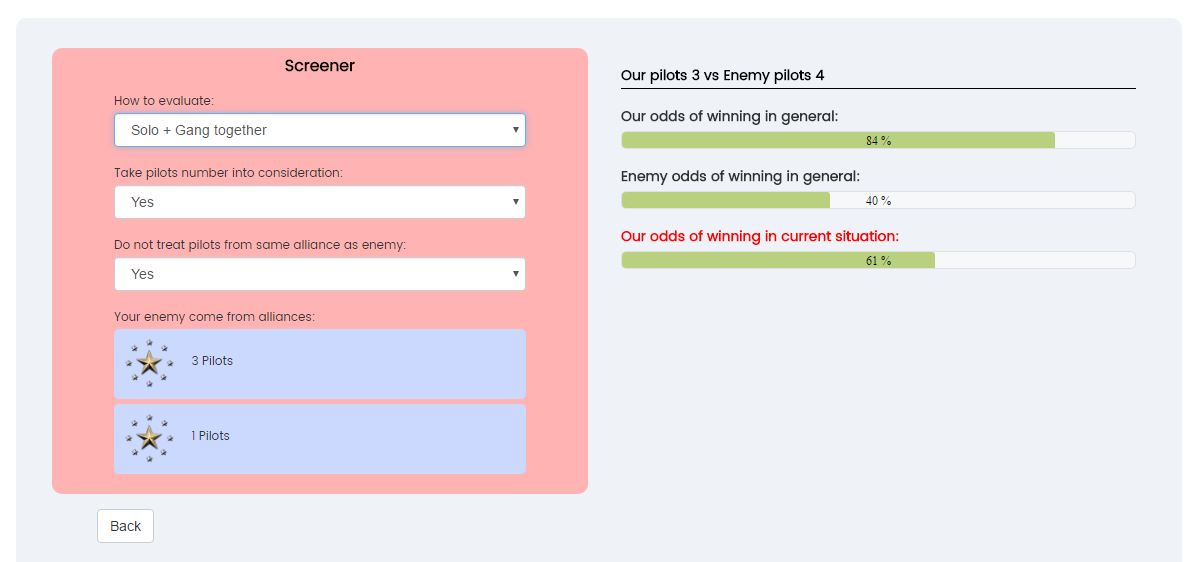 Screener
How to evaluate:
Solo + Gang together
Take pilots number into consideration:
Yes
Do not treat pilots from same alliance as enemy:
Yes
Your enemy come from alliances:
3 Pilots
1 Pilots
Back
Our pilots 3 vs Enemy pilots 4
Our odds of winning in general:
84 %
Enemy odds of winning in general:
40 %
Our odds of winning in current situation:
61 %